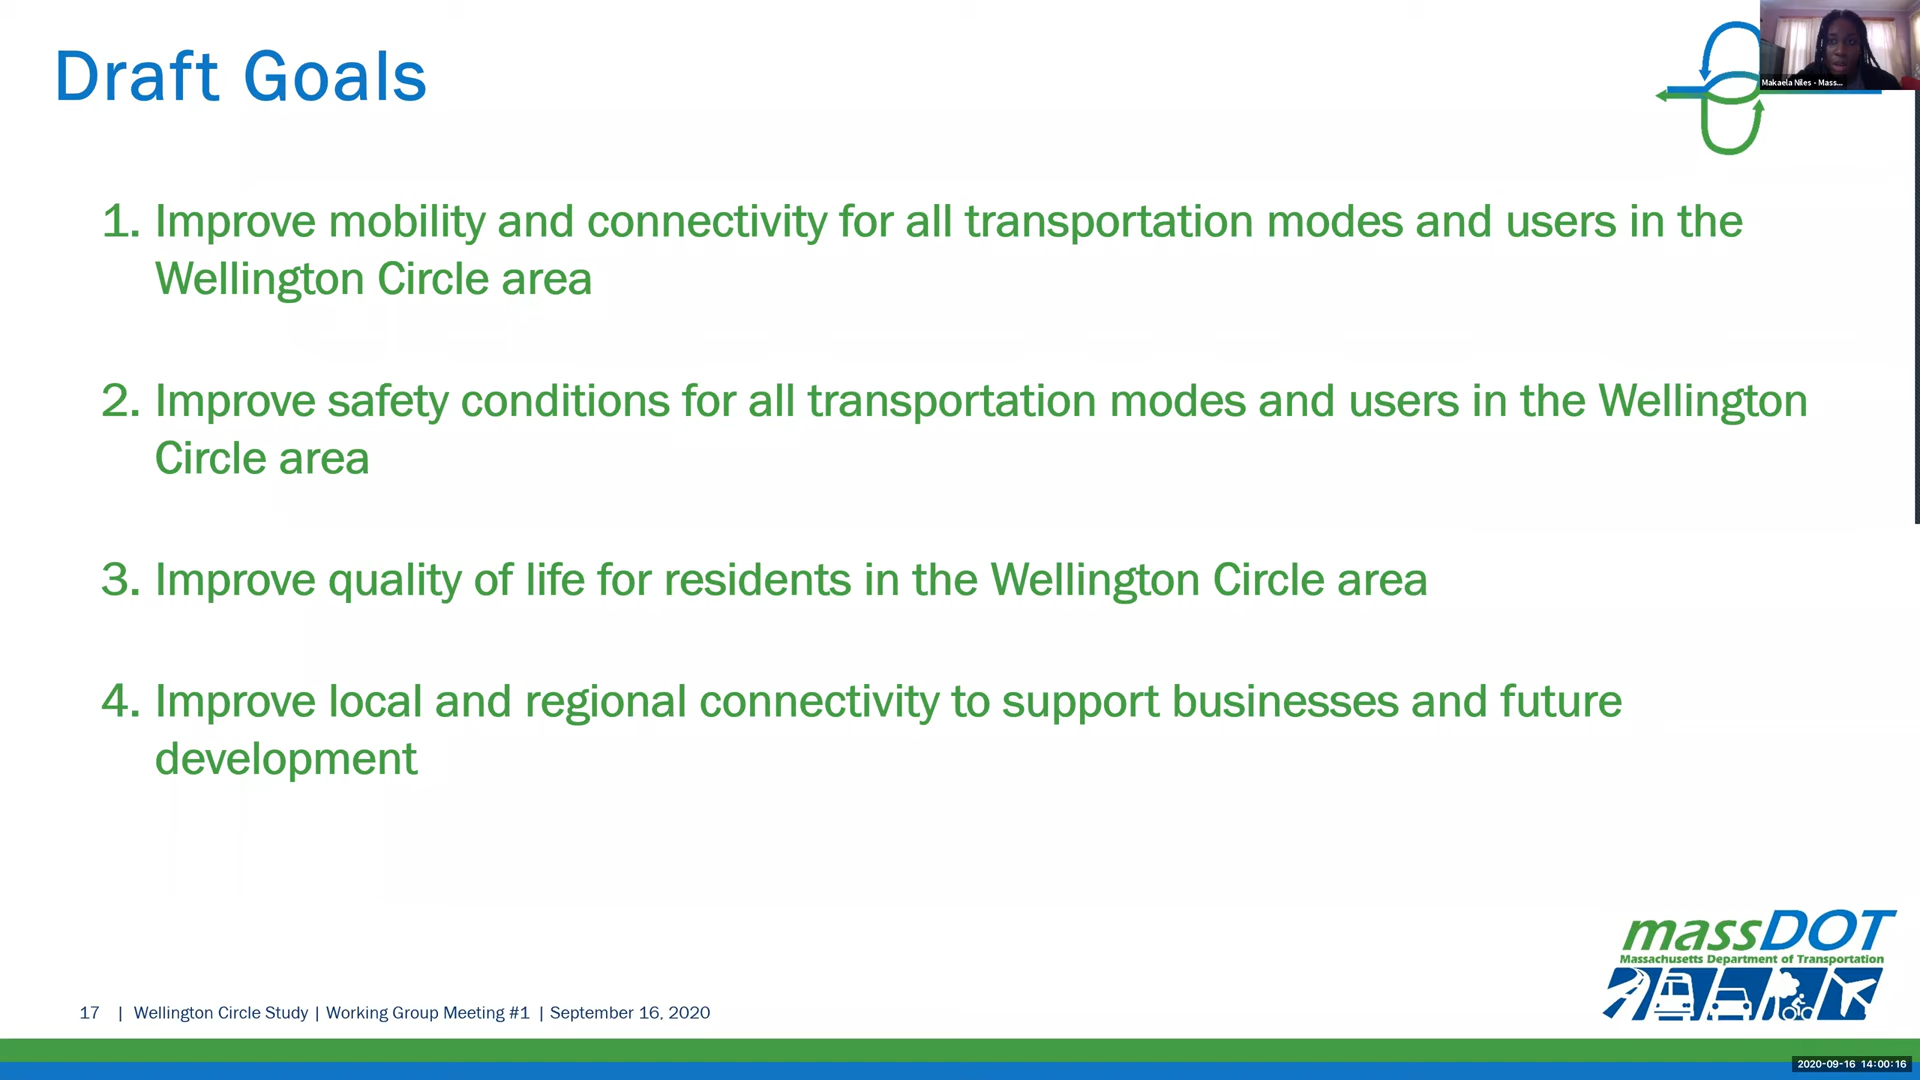 Draft Goals
Makaela Niles - Mass...
1. Improve mobility and connectivity for all transportation modes and users in the
Wellington Circle area
2. Improve safety conditions for all transportation modes and users in the Wellington
Circle area
3. Improve quality of life for residents in the Wellington Circle area
4. Improve local and regional connectivity to support businesses and future
development
massDOT
Massachusetts Department of Transportation
17 | Wellington Circle Study | Working Group Meeting #1 | September 16, 2020
2020-09-16 14:00:16